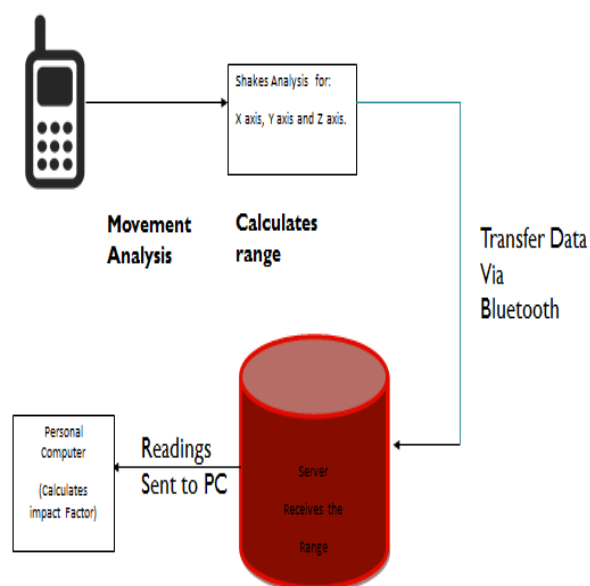 Shakes Analysis for:
X axis, Y axis and Z axis.
Movement
Analysis
Calculates
range
Transfer Data
Via
Bluetooth
Server
Receives the
Range
Readings
Sent to PC
Personal
Computer
(Calculates
impact Factor)